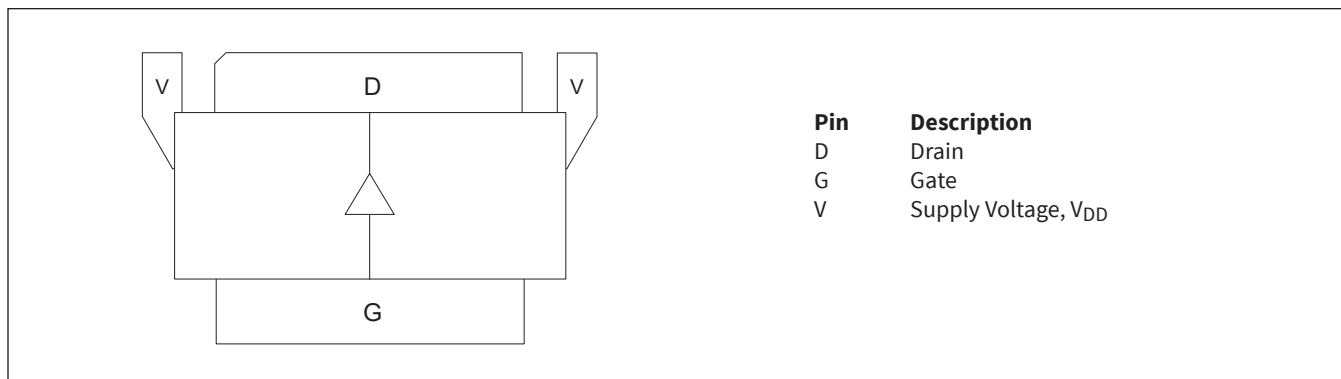 V D V
G
Pin Description
D Drain
G Gate
V Supply Voltage, VDD